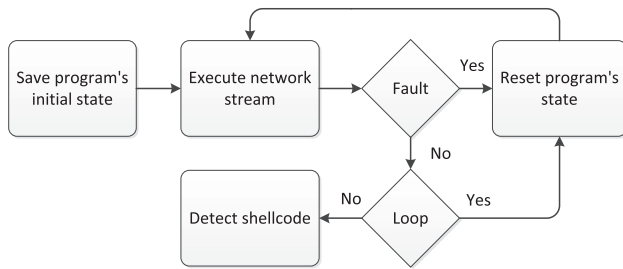 Save program's
initial state
Execute network
stream
Fault
Yes
Reset program's
state
No
Detect shellcode
No
Loop
Yes